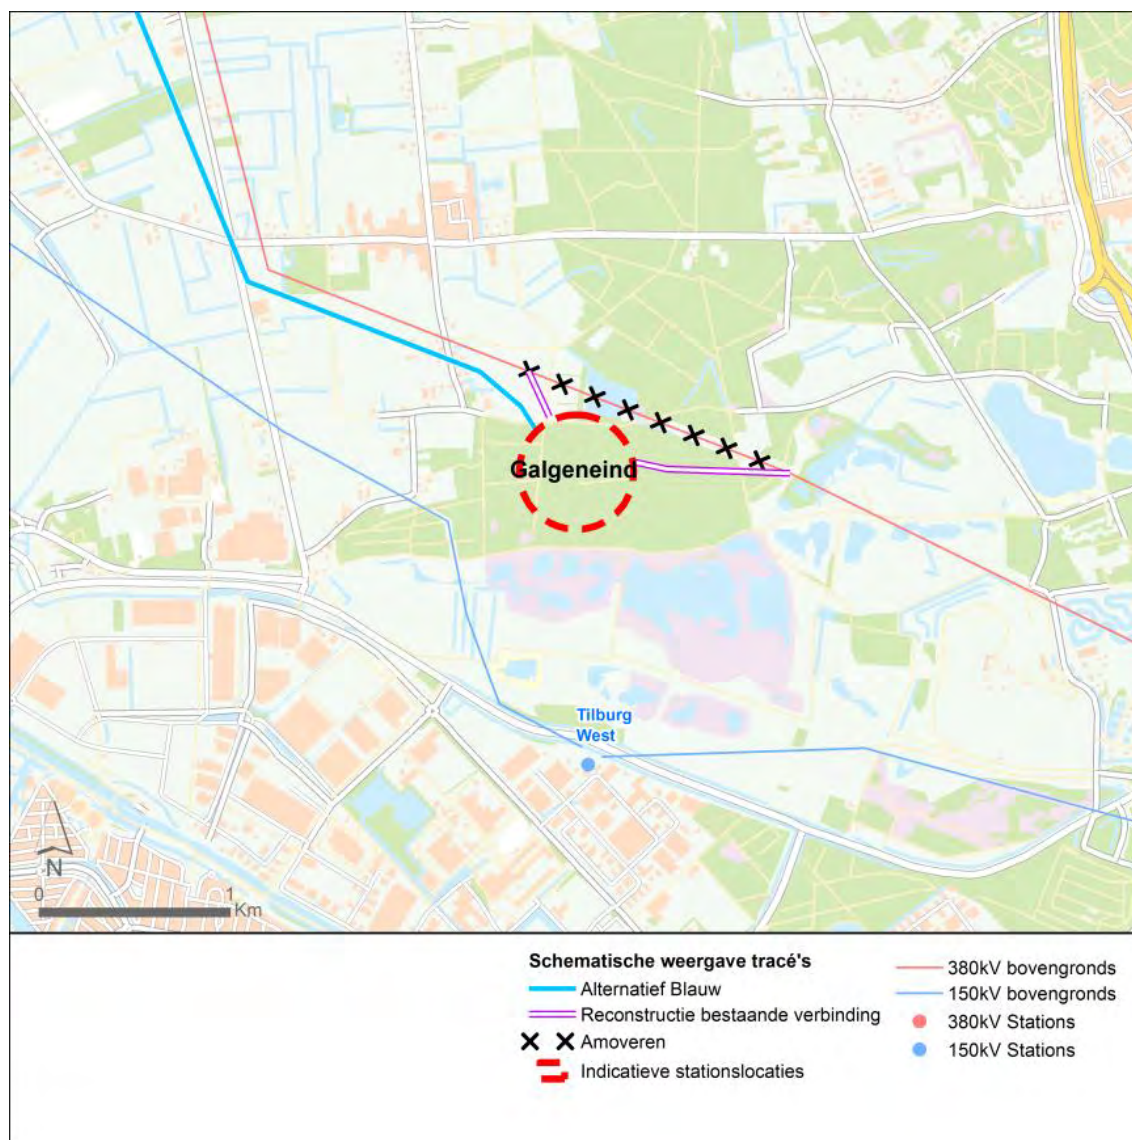 Galgeneind
Tilburg
West
N
0 1
Km
Schematische weergave tracé's
Alternatief Blauw
Reconstructie bestaande verbinding
Amoveren
Indicatieve stationslocaties
380kV bovengronds
150kV bovengronds
380kV Stations
150kV Stations